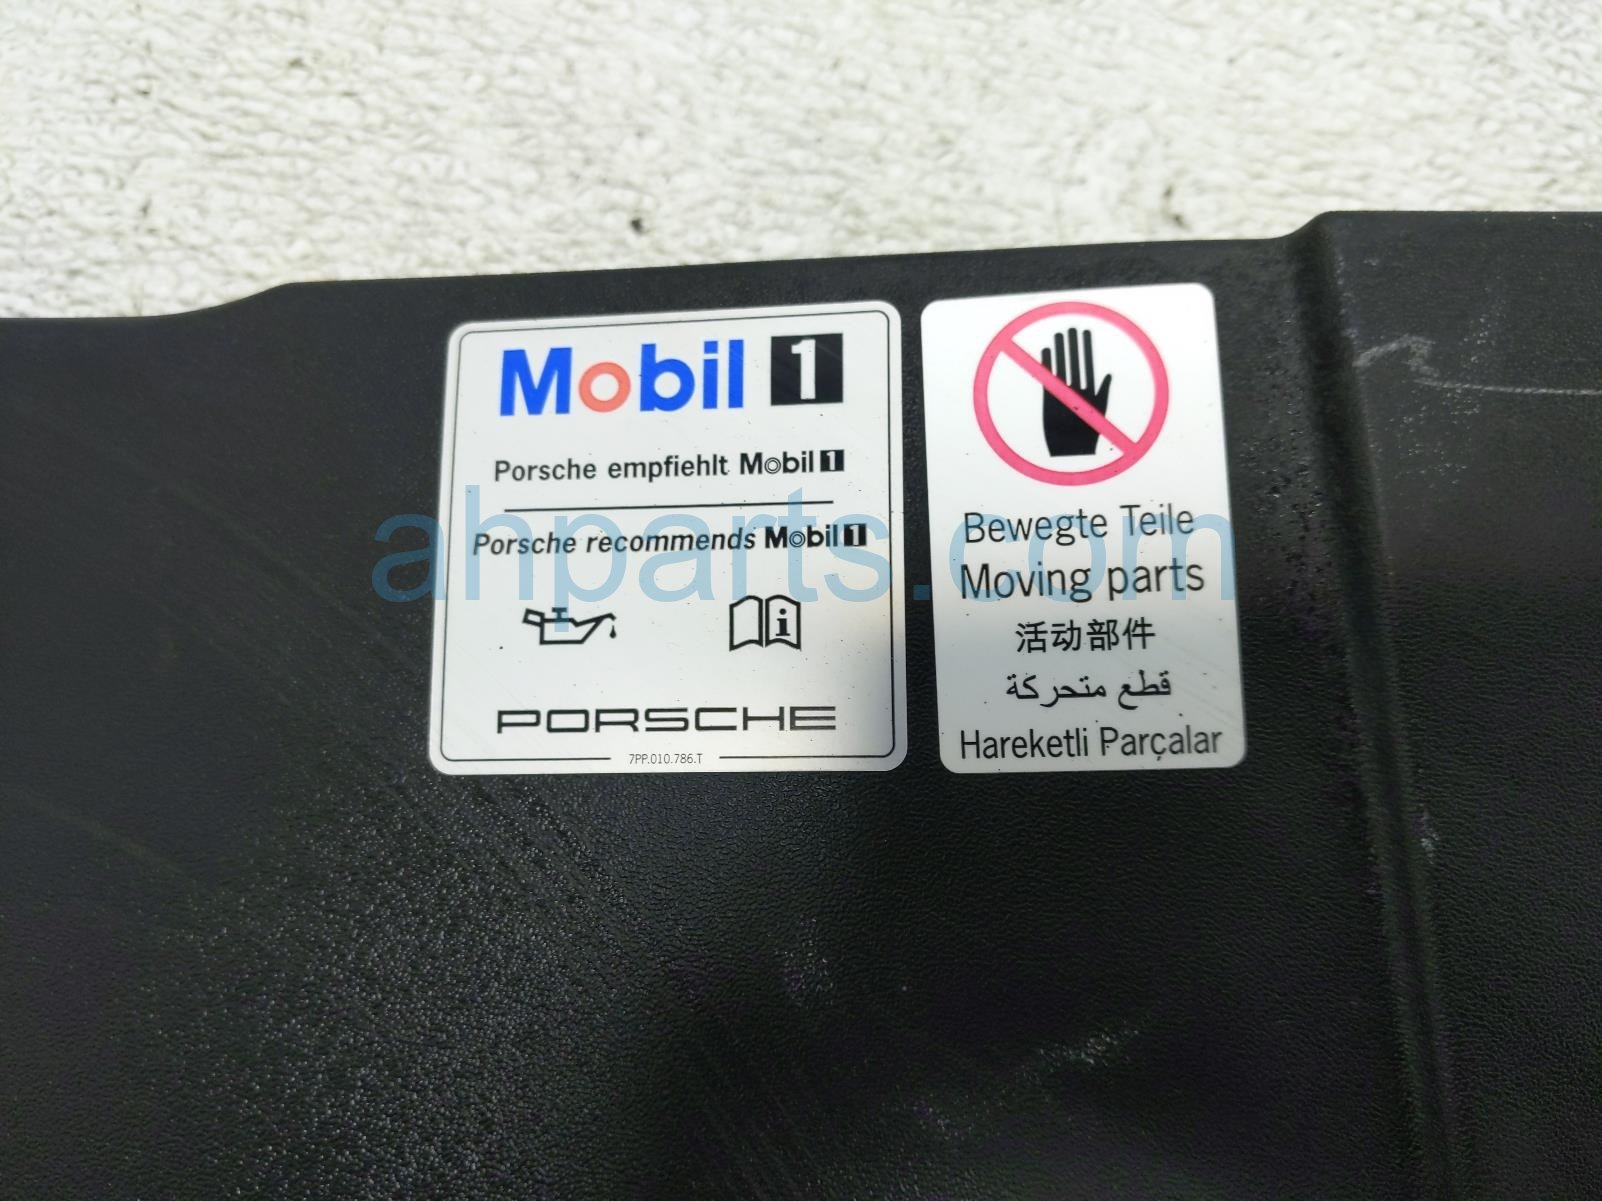 Mobil 1
Porsche empfiehlt Mobil 1
Porsche recommends Mobil 1
i
PORSCHE
7PP.010.786.T
Bewegte Teile
Moving parts
活动部件
قطع متحركة
Hareketli Parçalar
ahparts.com